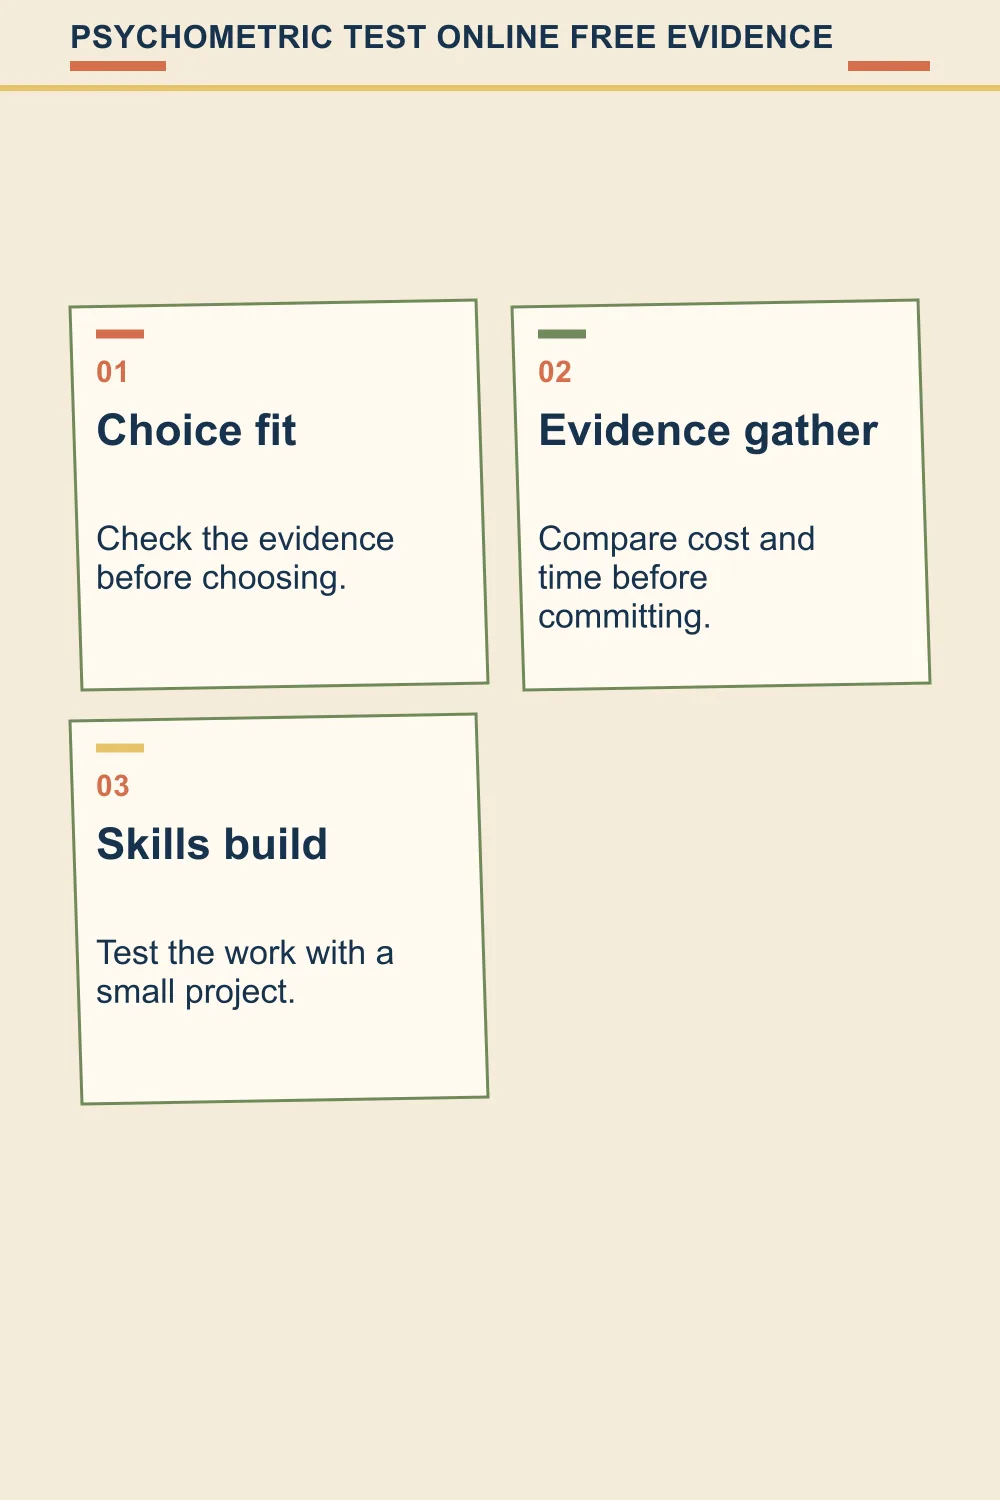 PSYCHOMETRIC TEST ONLINE FREE EVIDENCE
01
Choice fit
Check the evidence
before choosing.
02
Evidence gather
Compare cost and
time before
committing.
03
Skills build
Test the work with a
small project.